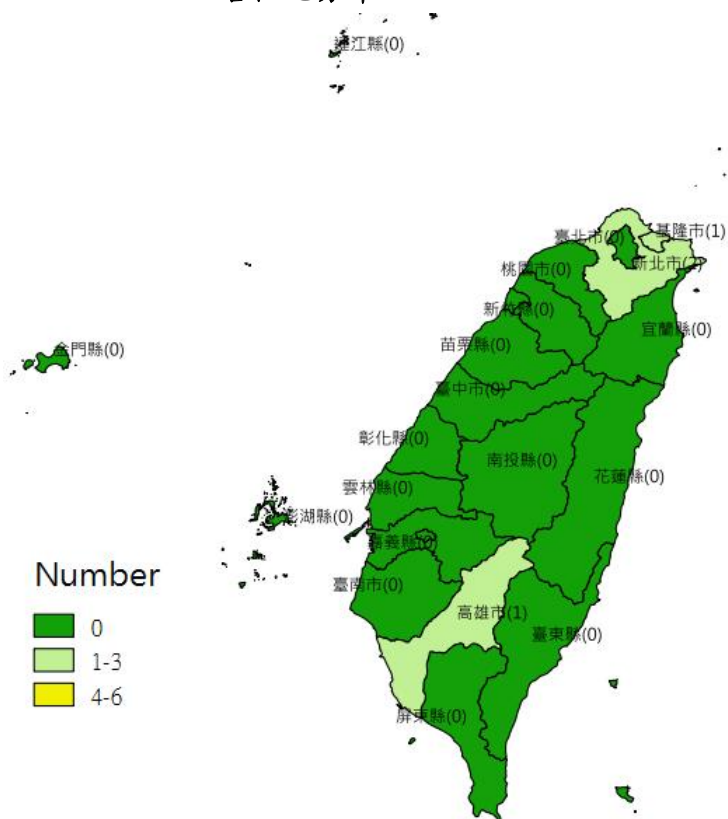 連江縣(0)
臺北市(0)
基隆市(1)
新北市(2)
桃園市(0)
新竹縣(0)
宜蘭縣(0)
苗栗縣(0)
金門縣(0)
臺中市(0)
彰化縣(0)
南投縣(0)
花蓮縣(0)
雲林縣(0)
澎湖縣(0)
嘉義縣(0)
臺南市(0)
高雄市(1)
臺東縣(0)
屏東縣(0)
Number
0
1-3
4-6